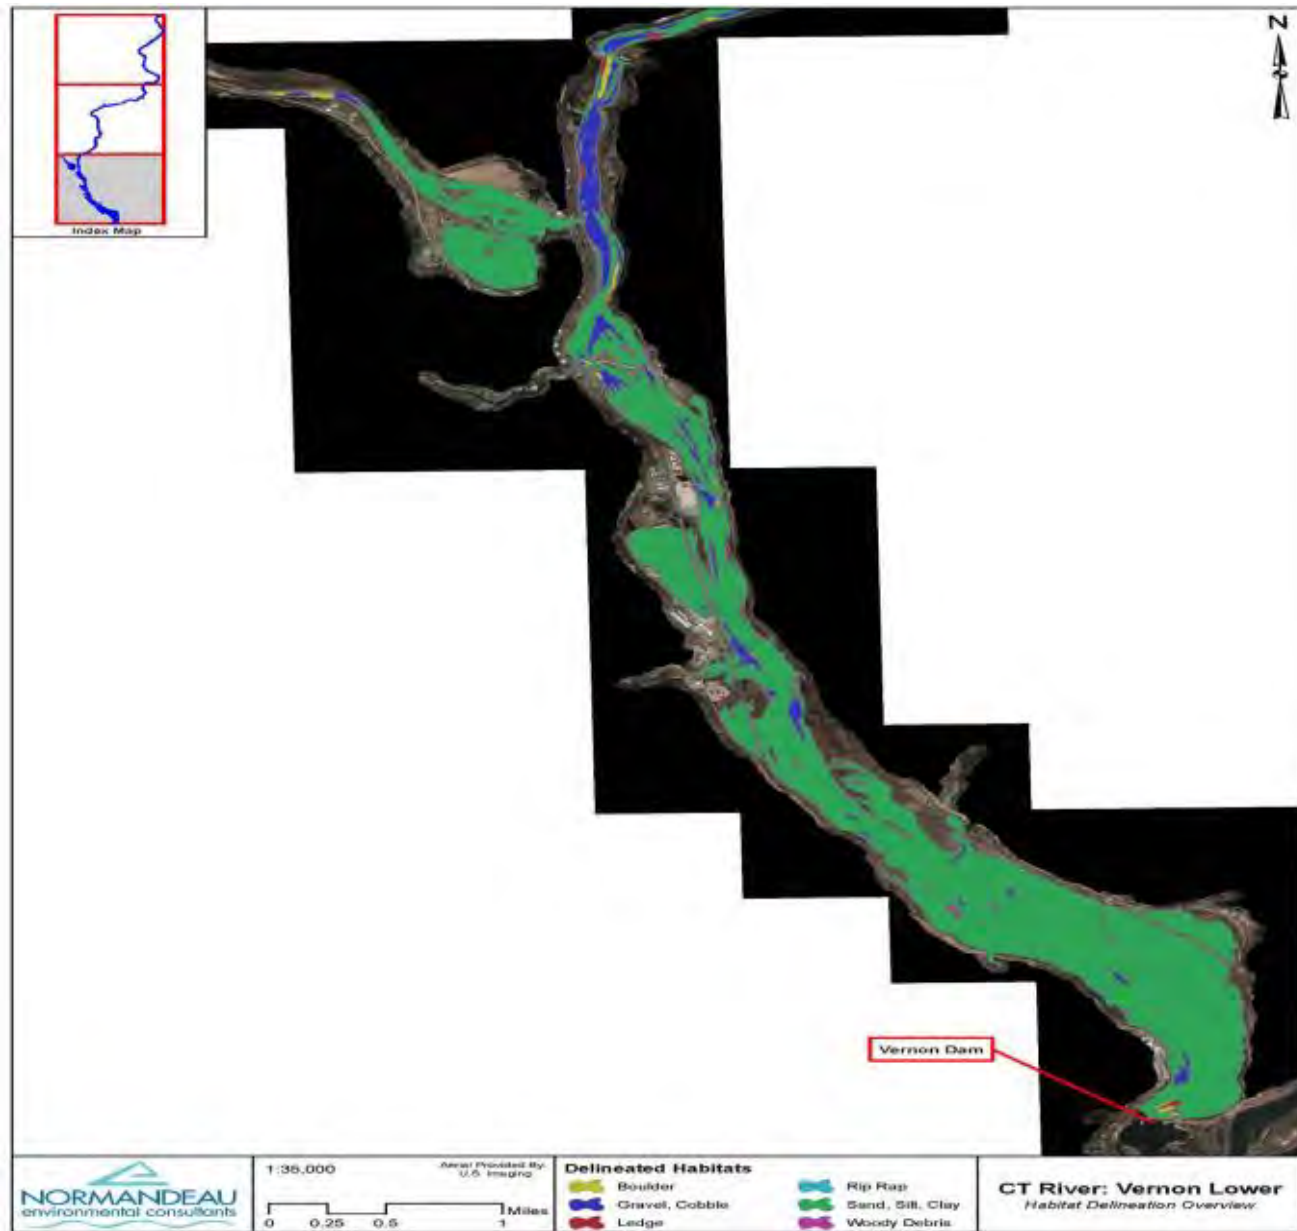 N
Index Map
Vernon Dam
NORMANDEAU
environmental consultants
1:35,000
Aerial Provided By:
U.S. Imaging
0 0.25 0.5 1 Miles
Delineated Habitats
Boulder
Gravel, Cobble
Ledge
Rip Rap
Sand, Silt, Clay
Woody Debris
CT River: Vernon Lower
Habitat Delineation Overview